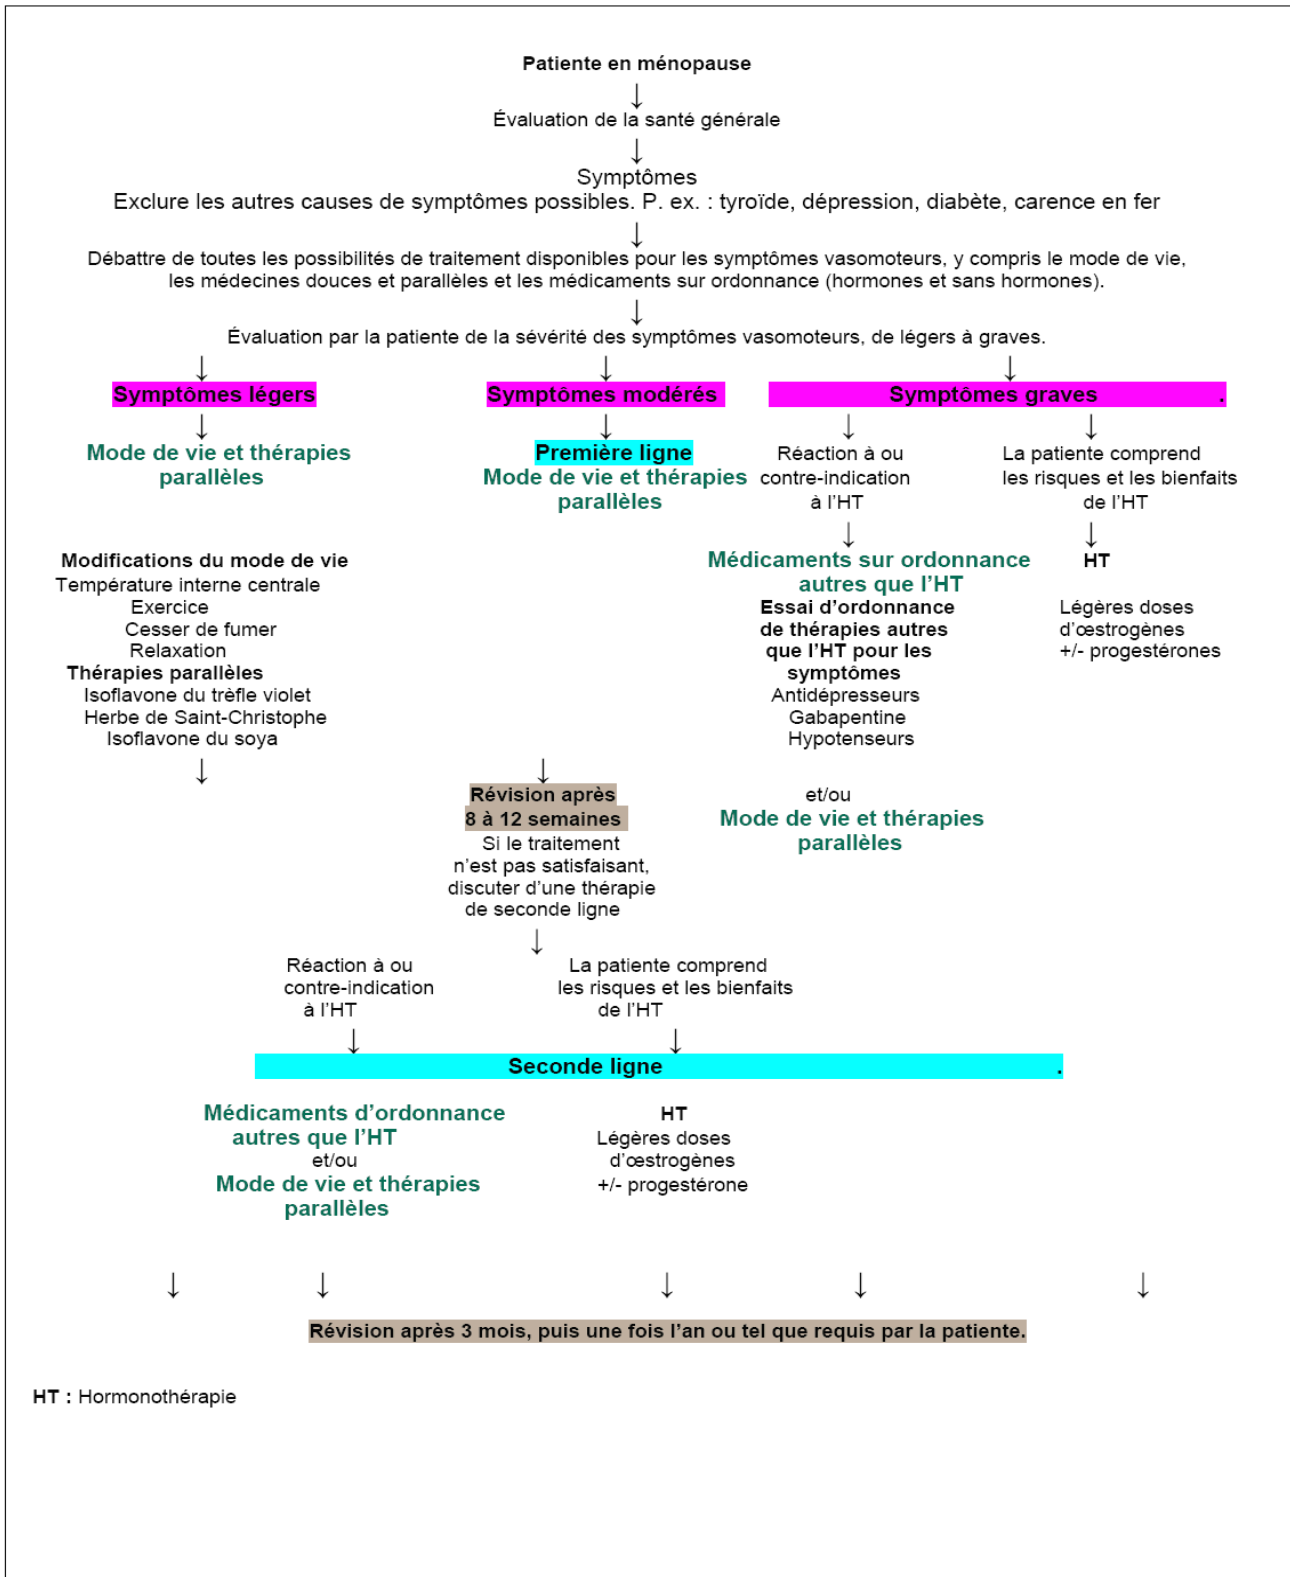 Patiente en ménopause
↓
Évaluation de la santé générale
↓
Symptômes
Exclure les autres causes de symptômes possibles. P. ex. : tyroïde, dépression, diabète, carence en fer
↓
Débattre de toutes les possibilités de traitement disponibles pour les symptômes vasomoteurs, y compris le mode de vie,
les médecines douces et parallèles et les médicaments sur ordonnance (hormones et sans hormones).
↓
Évaluation par la patiente de la sévérité des symptômes vasomoteurs, de légers à graves.
↓ ↓ ↓
Symptômes légers
↓
Mode de vie et thérapies
parallèles
Modifications du mode de vie
Température interne centrale
Exercice
Cesser de fumer
Relaxation
Thérapies parallèles
Isoflavone du trèfle violet
Herbe de Saint-Christophe
Isoflavone du soya
↓
Symptômes modérés
↓
Première ligne
Mode de vie et thérapies
parallèles
↓
Révision après
8 à 12 semaines
Si le traitement
n'est pas satisfaisant,
discuter d'une thérapie
de seconde ligne
↓
Symptômes graves .
↓ ↓
Réaction à ou
contre-indication
à l'HT
↓
Médicaments sur ordonnance
autres que l'HT
Essai d'ordonnance
de thérapies autres
que l'HT pour les
symptômes
Antidépresseurs
Gabapentine
Hypotenseurs
et/ou
Mode de vie et thérapies
parallèles
La patiente comprend
les risques et les bienfaits
de l'HT
↓
HT
Légères doses
d'œstrogènes
+/- progestérones
Réaction à ou
contre-indication
à l'HT
↓
La patiente comprend
les risques et les bienfaits
de l'HT
↓
Seconde ligne .
Médicaments d'ordonnance
autres que l'HT
et/ou
Mode de vie et thérapies
parallèles
HT
Légères doses
d'œstrogènes
+/- progestérone
↓ ↓ ↓ ↓ ↓
Révision après 3 mois, puis une fois l'an ou tel que requis par la patiente.
HT : Hormonothérapie